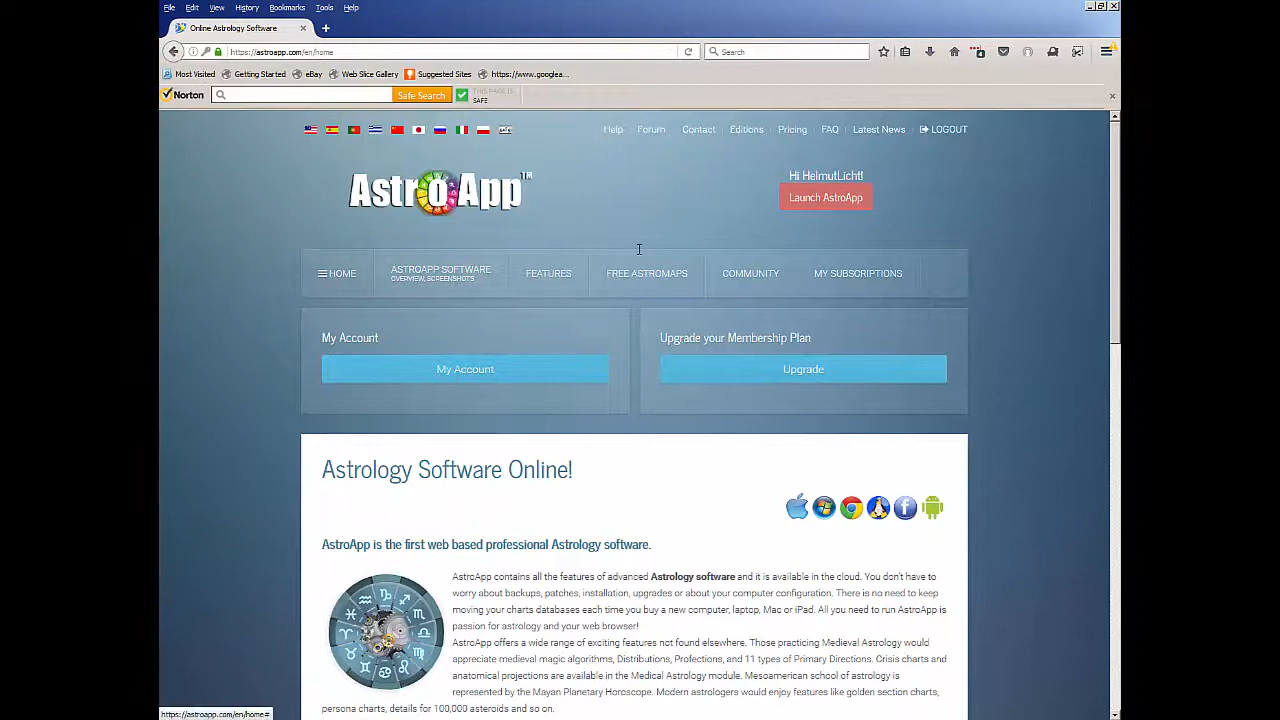 File Edit View History Bookmarks Tools Help
Online Astrology Software
https://astroapp.com/en/home
Search
Most Visited Getting Started eBay Web Slice Gallery Suggested Sites https://www.googlea...
Norton Safe Search THIS PAGE IS
SAFE
Help Forum Contact Editions Pricing FAQ Latest News LOGOUT
AstroApp™
Hi HelmutLicht!
Launch AstroApp
HOME ASTROAPP SOFTWARE FEATURES FREE ASTROMAPS COMMUNITY MY SUBSCRIPTIONS
OVERVIEW, SCREENSHOTS
My Account Upgrade your Membership Plan
My Account Upgrade
Astrology Software Online!
AstroApp is the first web based professional Astrology software.
AstroApp contains all the features of advanced Astrology software and it is available in the cloud. You don't have to
worry about backups, patches, installation, upgrades or about your computer configuration. There is no need to keep
moving your charts databases each time you buy a new computer, laptop, Mac or iPad. All you need to run AstroApp is
passion for astrology and your web browser!
AstroApp offers a wide range of exciting features not found elsewhere. Those practicing Medieval Astrology would
appreciate medieval magic algorithms, Distributions, Profections, and 11 types of Primary Directions. Crisis charts and
anatomical projections are available in the Medical Astrology module. Mesoamerican school of astrology is
represented by the Mayan Planetary Horoscope. Modern astrologers would enjoy features like golden section charts,
persona charts, details for 100,000 asteroids and so on.
https://astroapp.com/en/home#